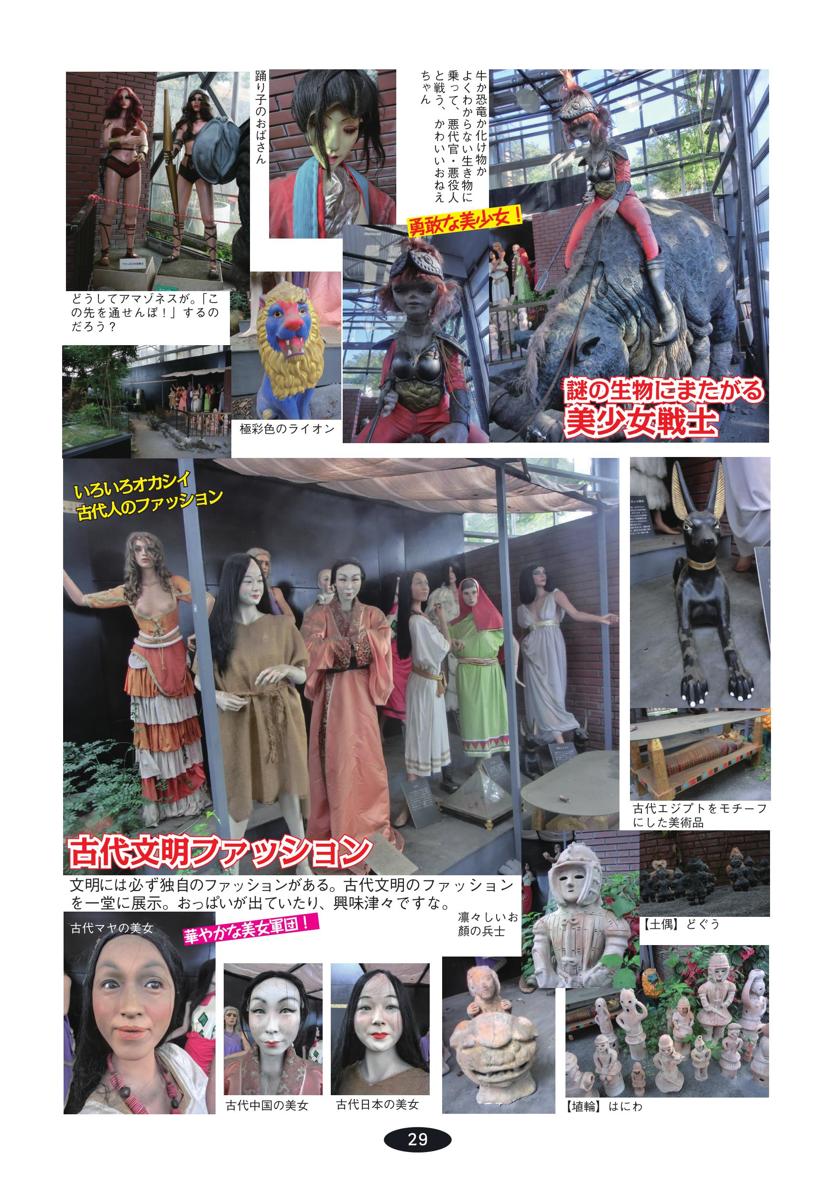 踊り子のおばさん
牛か恐竜か化け物か
よくわからない生き物に
乗って、悪代官・悪役人
と戦う、かわいいおねえ
ちゃん
勇敢な美少女！
どうしてアマゾネスが。「こ
の先を通せんぼ！」するの
だろう？
極彩色のライオン
謎の生物にまたがる
美少女戦士
いろいろオカシイ
古代人のファッション
古代エジプトをモチーフ
にした美術品
古代文明ファッション
文明には必ず独自のファッションがある。古代文明のファッション
を一堂に展示。おっぱいが出ていたり、興味津々ですな。
凛々しいお
顔の兵士
【土偶】どぐう
古代マヤの美女
華やかな美女軍団！
古代中国の美女
古代日本の美女
【埴輪】はにわ
29